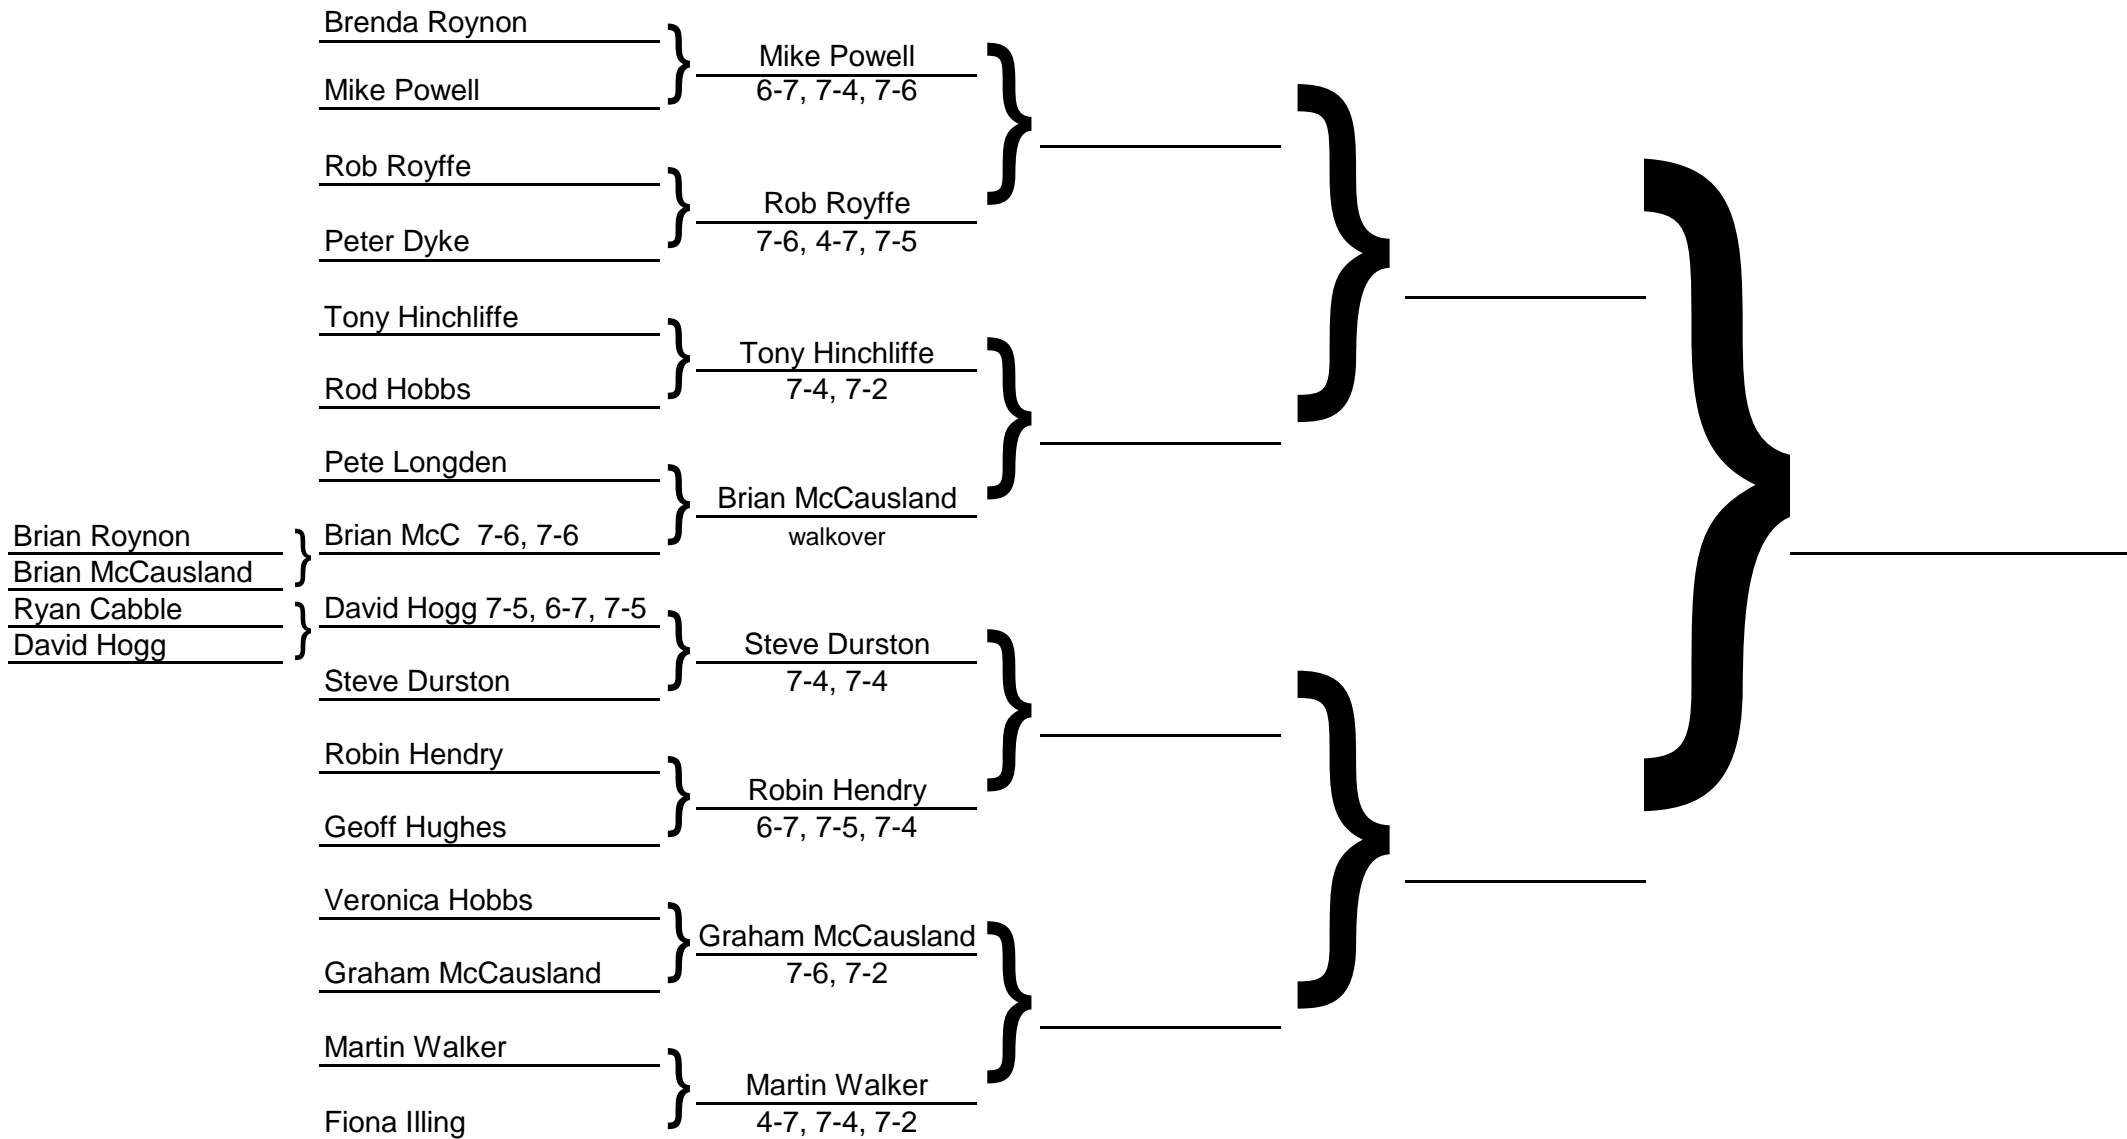 Brenda Roynon
Mike Powell
Mike Powell
6-7, 7-4, 7-6
Rob Royffe
Rob Royffe
Peter Dyke
7-6, 4-7, 7-5
Tony Hinchliffe
Tony Hinchliffe
Rod Hobbs
7-4, 7-2
Pete Longden
Brian McCausland
Brian Roynon
Brian McC 7-6, 7-6
walkover
Brian McCausland
Ryan Cabble
David Hogg 7-5, 6-7, 7-5
David Hogg
Steve Durston
Steve Durston
7-4, 7-4
Robin Hendry
Robin Hendry
Geoff Hughes
6-7, 7-5, 7-4
Veronica Hobbs
Graham McCausland
Graham McCausland
7-6, 7-2
Martin Walker
Martin Walker
Fiona Illing
4-7, 7-4, 7-2